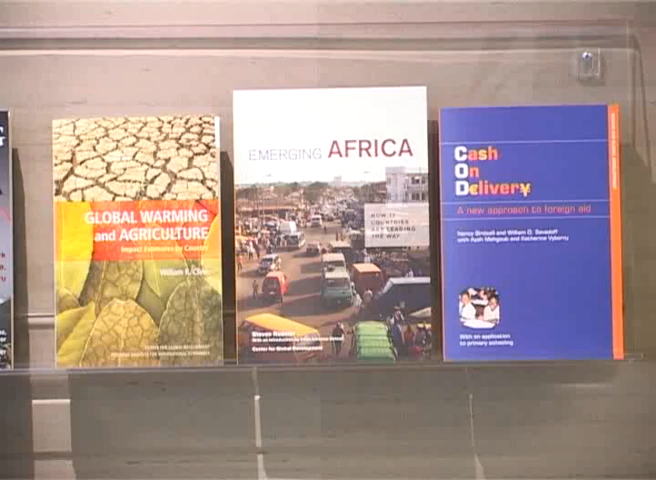 GLOBAL WARMING
and AGRICULTURE
Impact Estimates by Country
William R. Cline
EMERGING AFRICA
HOW 17
COUNTRIES
ARE LEADING
THE WAY
Steven Radelet
Center for Global Development
Cash
On
Delivery
A new approach to foreign aid
Nancy Birdsall and William D. Savedoff
with Ayah Mahgoub and Katherine Vyborny
With an application
to primary schooling